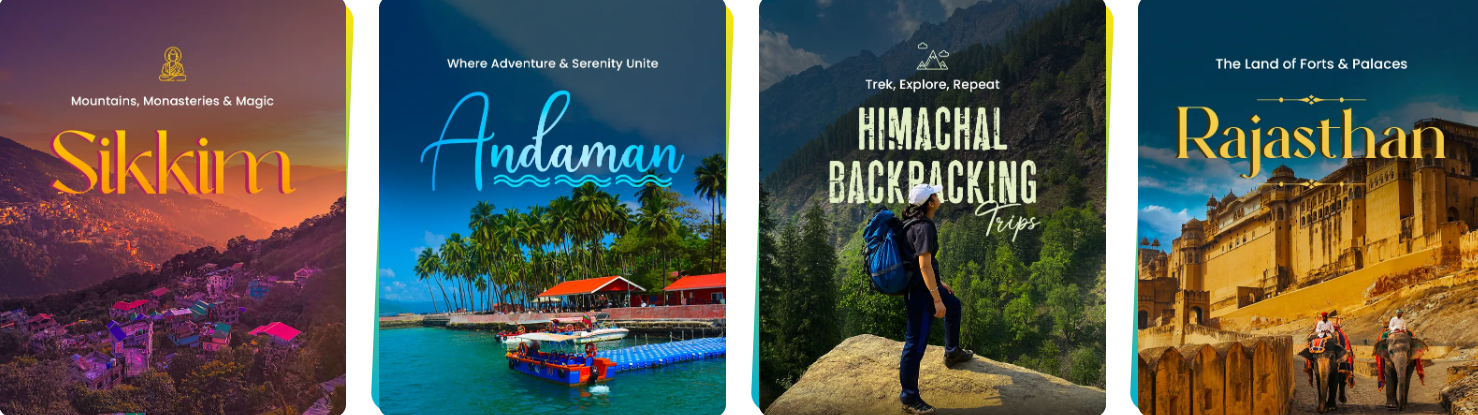 Mountains, Monasteries & Magic
Sikkim
Where Adventure & Serenity Unite
Andaman
Trek, Explore, Repeat
HIMACHAL
BACKPACKING
Trips
The Land of Forts & Palaces
Rajasthan